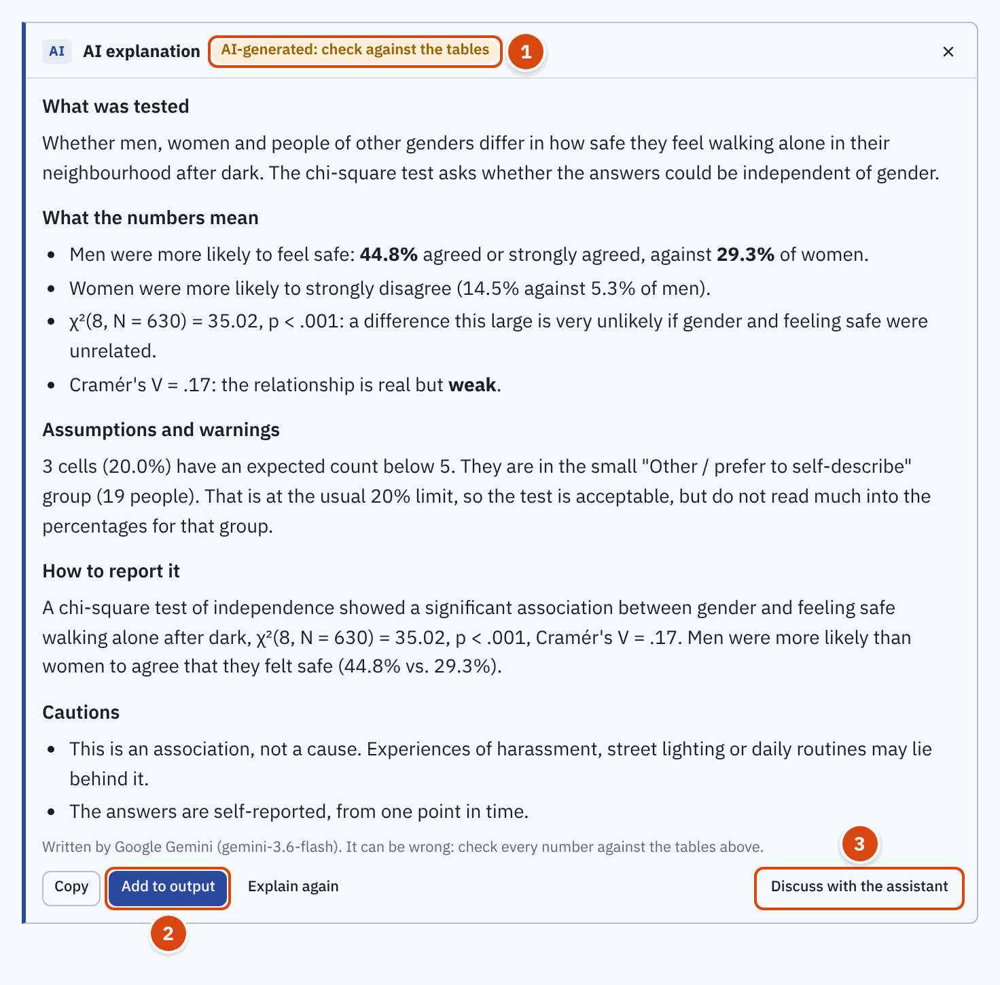 AI AI explanation AI-generated: check against the tables 1 ×
What was tested
Whether men, women and people of other genders differ in how safe they feel walking alone in their
neighbourhood after dark. The chi-square test asks whether the answers could be independent of gender.
What the numbers mean
• Men were more likely to feel safe: 44.8% agreed or strongly agreed, against 29.3% of women.
• Women were more likely to strongly disagree (14.5% against 5.3% of men).
• χ²(8, N = 630) = 35.02, p < .001: a difference this large is very unlikely if gender and feeling safe were
unrelated.
• Cramér's V = .17: the relationship is real but weak.
Assumptions and warnings
3 cells (20.0%) have an expected count below 5. They are in the small "Other / prefer to self-describe"
group (19 people). That is at the usual 20% limit, so the test is acceptable, but do not read much into the
percentages for that group.
How to report it
A chi-square test of independence showed a significant association between gender and feeling safe
walking alone after dark, χ²(8, N = 630) = 35.02, p < .001, Cramér's V = .17. Men were more likely than
women to agree that they felt safe (44.8% vs. 29.3%).
Cautions
• This is an association, not a cause. Experiences of harassment, street lighting or daily routines may lie
behind it.
• The answers are self-reported, from one point in time.
Written by Google Gemini (gemini-3.6-flash). It can be wrong: check every number against the tables above.
3
Copy Add to output Explain again Discuss with the assistant
2